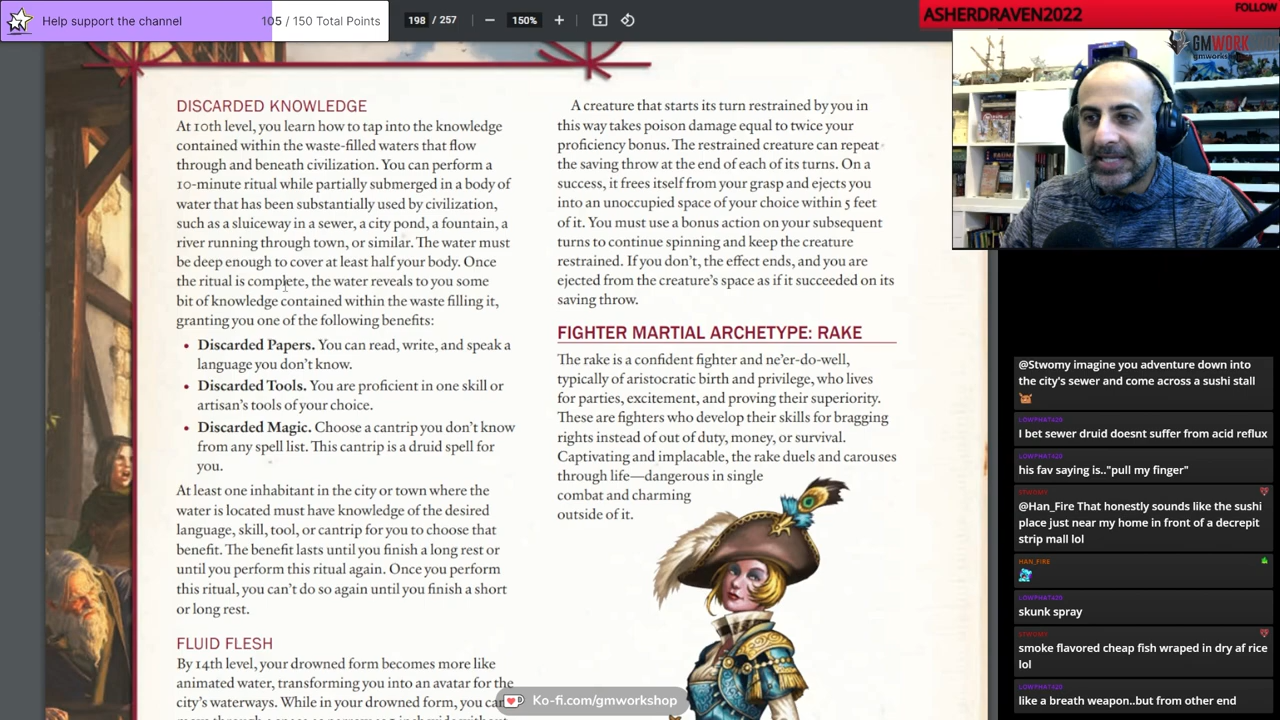 Help support the channel
105 / 150 Total Points
198 / 257
150%
ASHERDRAVEN2022
FOLLOW
DISCARDED KNOWLEDGE
At 10th level, you learn how to tap into the knowledge
contained within the waste-filled waters that flow
through and beneath civilization. You can perform a
10-minute ritual while partially submerged in a body of
water that has been substantially used by civilization,
such as a sluiceway in a sewer, a city pond, a fountain, a
river running through town, or similar. The water must
be deep enough to cover at least half your body. Once
the ritual is complete, the water reveals to you some
bit of knowledge contained within the waste filling it,
granting you one of the following benefits:
• Discarded Papers. You can read, write, and speak a
language you don't know.
• Discarded Tools. You are proficient in one skill or
artisan's tools of your choice.
• Discarded Magic. Choose a cantrip you don't know
from any spell list. This cantrip is a druid spell for
you.
At least one inhabitant in the city or town where the
water is located must have knowledge of the desired
language, skill, tool, or cantrip for you to choose that
benefit. The benefit lasts until you finish a long rest or
until you perform this ritual again. Once you perform
this ritual, you can't do so again until you finish a short
or long rest.
FLUID FLESH
By 14th level, your drowned form becomes more like
animated water, transforming you into an avatar for the
city's waterways. While in your drowned form, you can
A creature that starts its turn restrained by you in
this way takes poison damage equal to twice your
proficiency bonus. The restrained creature can repeat
the saving throw at the end of each of its turns. On a
success, it frees itself from your grasp and ejects you
into an unoccupied space of your choice within 5 feet
of it. You must use a bonus action on your subsequent
turns to continue spinning and keep the creature
restrained. If you don't, the effect ends, and you are
ejected from the creature's space as if it succeeded on its
saving throw.
FIGHTER MARTIAL ARCHETYPE: RAKE
The rake is a confident fighter and ne'er-do-well,
typically of aristocratic birth and privilege, who lives
for parties, excitement, and proving their superiority.
These are fighters who develop their skills for bragging
rights instead of out of duty, money, or survival.
Captivating and implacable, the rake duels and carouses
through life—dangerous in single
combat and charming
outside of it.
Ko-fi.com/gmworkshop
@Stwomy imagine you adventure down into
the city's sewer and come across a sushi stall
LOWPHAT420
I bet sewer druid doesnt suffer from acid reflux
LOWPHAT420
his fav saying is.."pull my finger"
STWOMY
@Han_Fire That honestly sounds like the sushi
place just near my home in front of a decrepit
strip mall lol
HAN_FIRE
LOWPHAT420
skunk spray
STWOMY
smoke flavored cheap fish wraped in dry af rice
lol
LOWPHAT420
like a breath weapon..but from other end